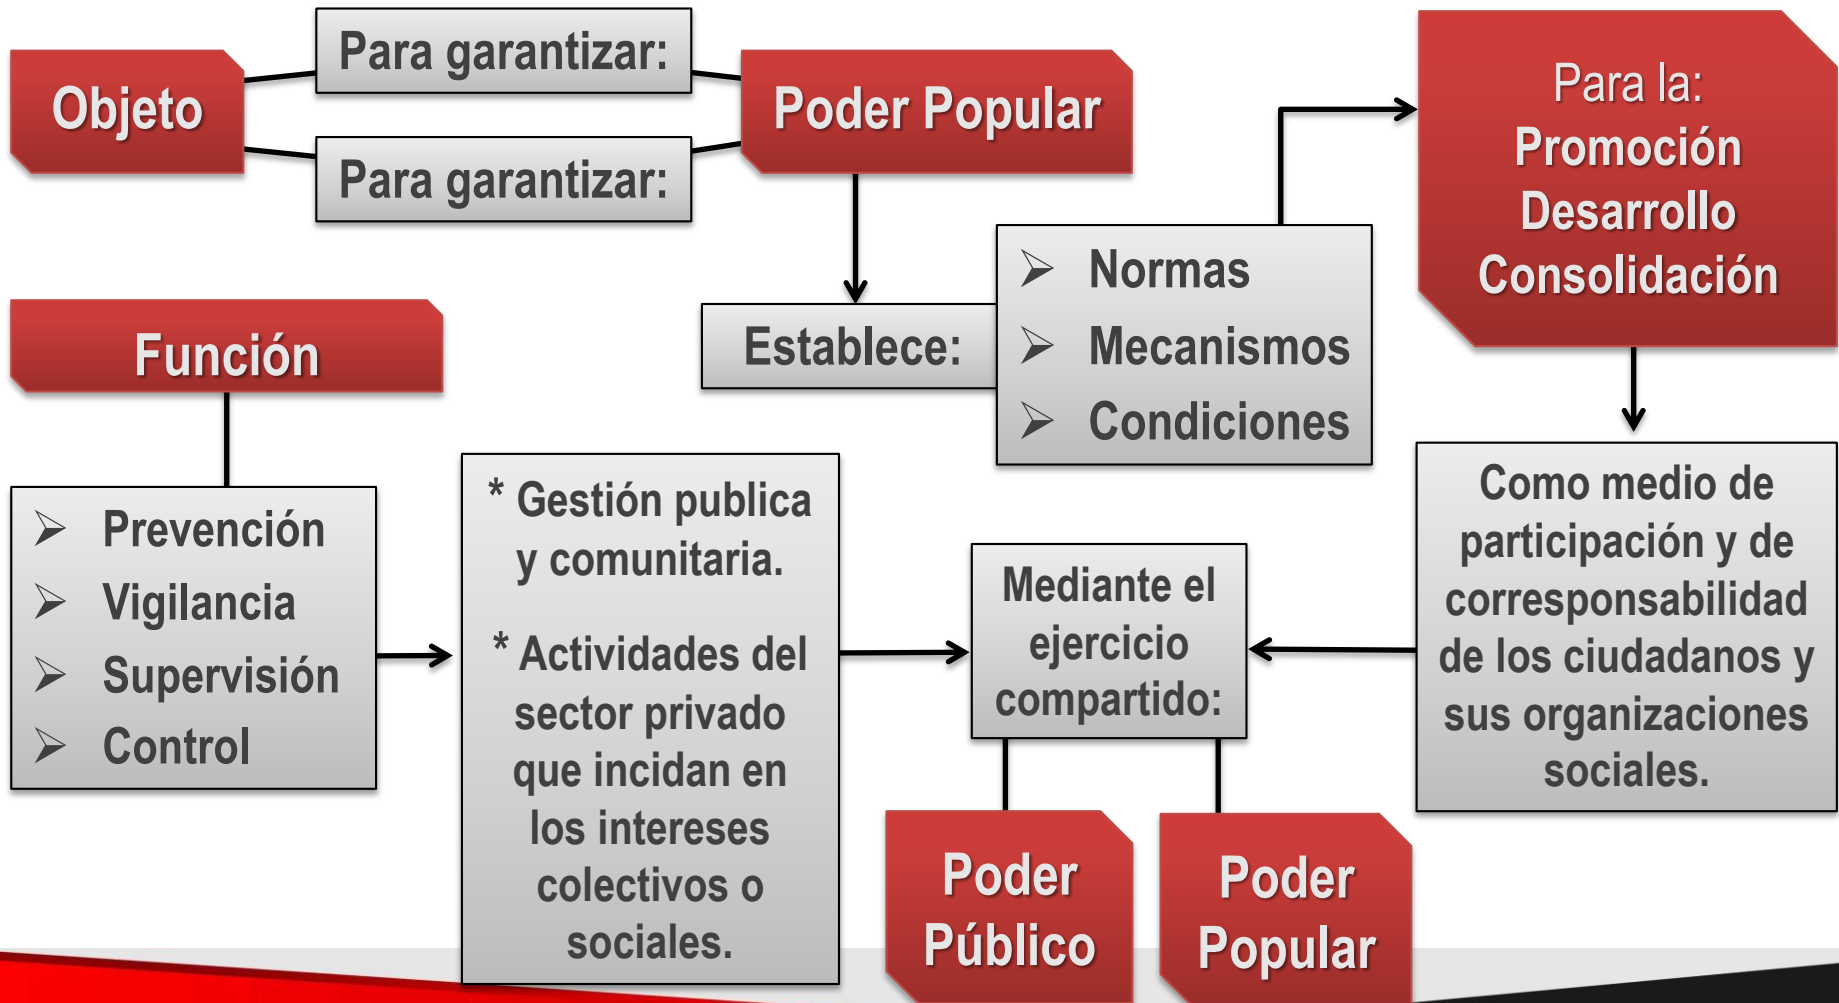 Objeto
Para garantizar:
Para garantizar:
Poder Popular
Establece:
➢ Normas
➢ Mecanismos
➢ Condiciones
Para la:
Promoción
Desarrollo
Consolidación
Como medio de
participación y de
corresponsabilidad
de los ciudadanos y
sus organizaciones
sociales.
Función
➢ Prevención
➢ Vigilancia
➢ Supervisión
➢ Control
* Gestión publica
y comunitaria.
* Actividades del
sector privado
que incidan en
los intereses
colectivos o
sociales.
Mediante el
ejercicio
compartido:
Poder
Público
Poder
Popular